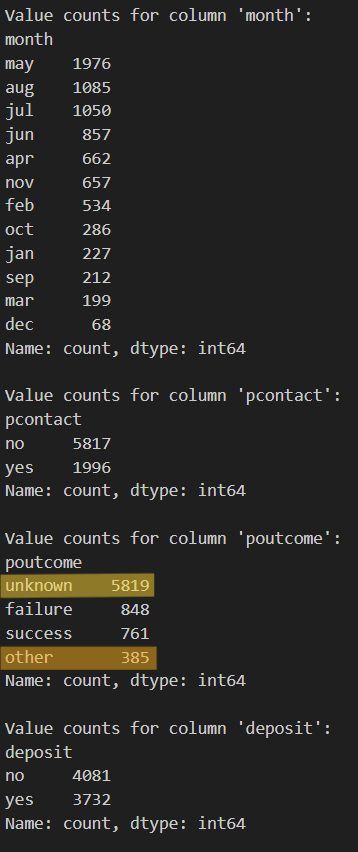 Value counts for column 'month':
month
may 1976
aug 1085
jul 1050
jun 857
apr 662
nov 657
feb 534
oct 286
jan 227
sep 212
mar 199
dec 68
Name: count, dtype: int64
Value counts for column 'pcontact':
pcontact
no 5817
yes 1996
Name: count, dtype: int64
Value counts for column 'poutcome':
poutcome
unknown 5819
failure 848
success 761
other 385
Name: count, dtype: int64
Value counts for column 'deposit':
deposit
no 4081
yes 3732
Name: count, dtype: int64